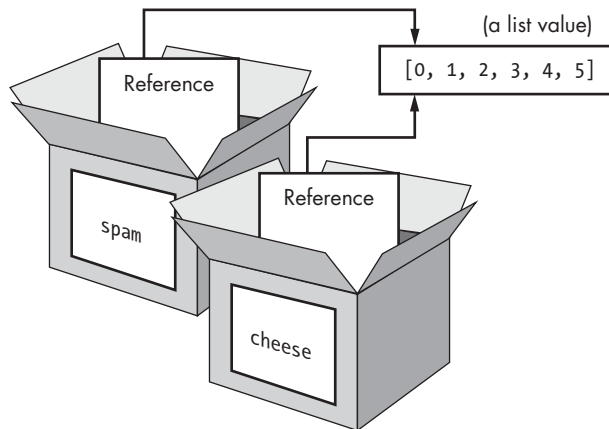 (a list value)
[0, 1, 2, 3, 4, 5]
Reference
Reference
spam
cheese